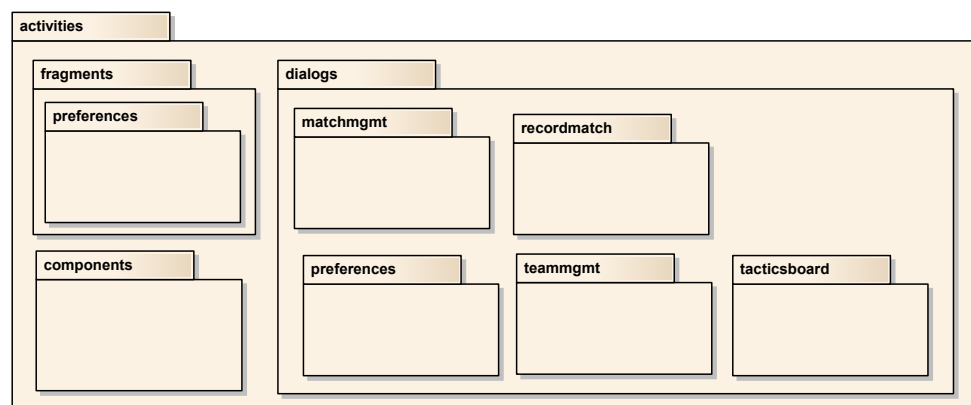 activities
fragments
dialogs
preferences
matchmgmt
recordmatch
components
preferences
teammgmt
tacticsboard